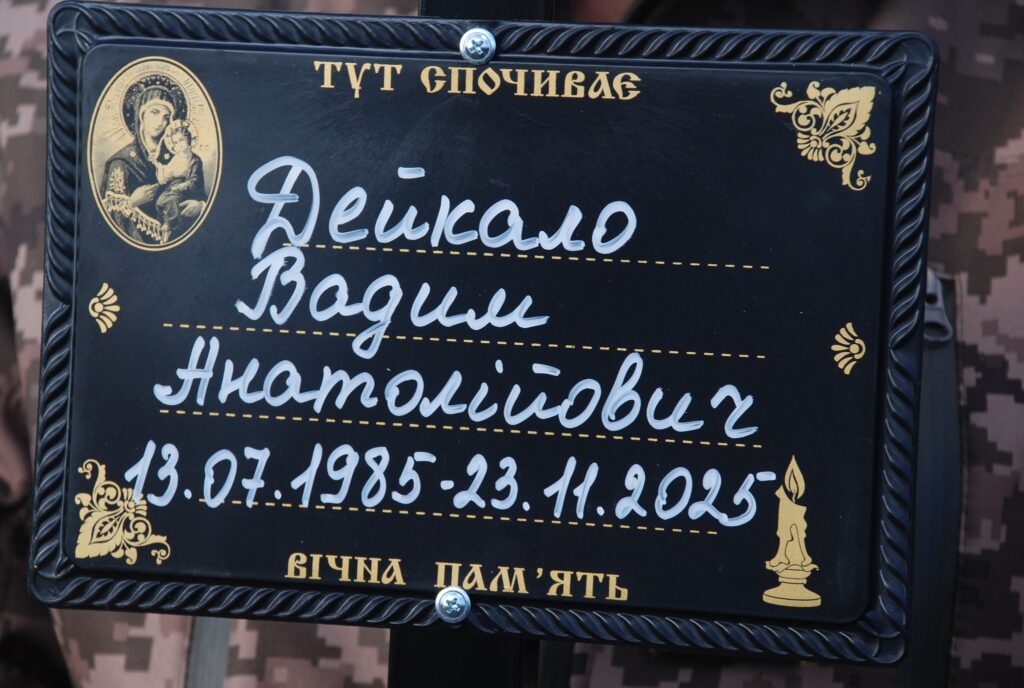 ТУТ СПОЧИВАЄ
Дейкало
Вадим
Анатолійович
13.07.1985-23.11.2025
ВІЧНА ПАМ'ЯТЬ